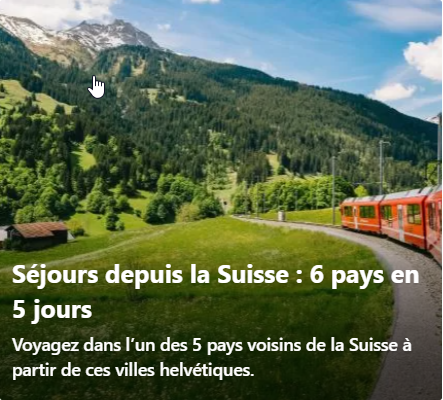 Séjours depuis la Suisse : 6 pays en
5 jours
Voyagez dans l’un des 5 pays voisins de la Suisse à
partir de ces villes helvétiques.